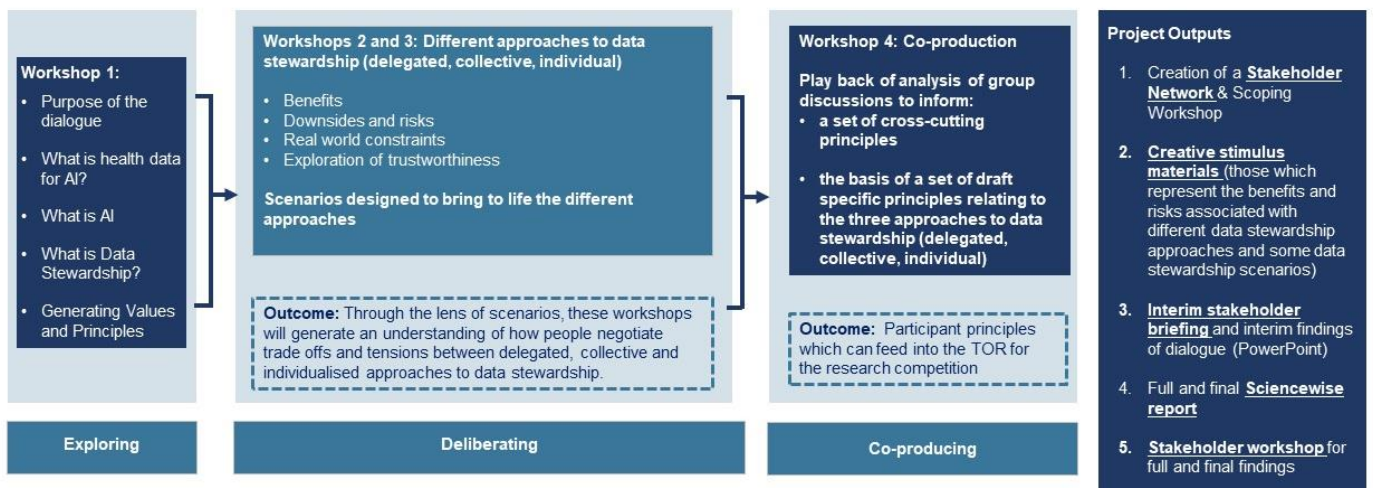 Workshop 1:
• Purpose of the
dialogue
• What is health data
for AI?
• What is AI
• What is Data
Stewardship?
• Generating Values
and Principles
Exploring
Workshops 2 and 3: Different approaches to data
stewardship (delegated, collective, individual)
• Benefits
• Downsides and risks
• Real world constraints
• Exploration of trustworthiness
Scenarios designed to bring to life the different
approaches
Outcome: Through the lens of scenarios, these workshops
will generate an understanding of how people negotiate
trade offs and tensions between delegated, collective and
individualised approaches to data stewardship.
Deliberating
Workshop 4: Co-production
Play back of analysis of group
discussions to inform:
• a set of cross-cutting
principles
• the basis of a set of draft
specific principles relating to
the three approaches to data
stewardship (delegated,
collective, individual)
Outcome: Participant principles
which can feed into the TOR for
the research competition
Co-producing
Project Outputs
1. Creation of a Stakeholder
Network & Scoping
Workshop
2. Creative stimulus
materials (those which
represent the benefits and
risks associated with
different data stewardship
approaches and some data
stewardship scenarios)
3. Interim stakeholder
briefing and interim findings
of dialogue (PowerPoint)
4. Full and final Sciencewise
report
5. Stakeholder workshop for
full and final findings